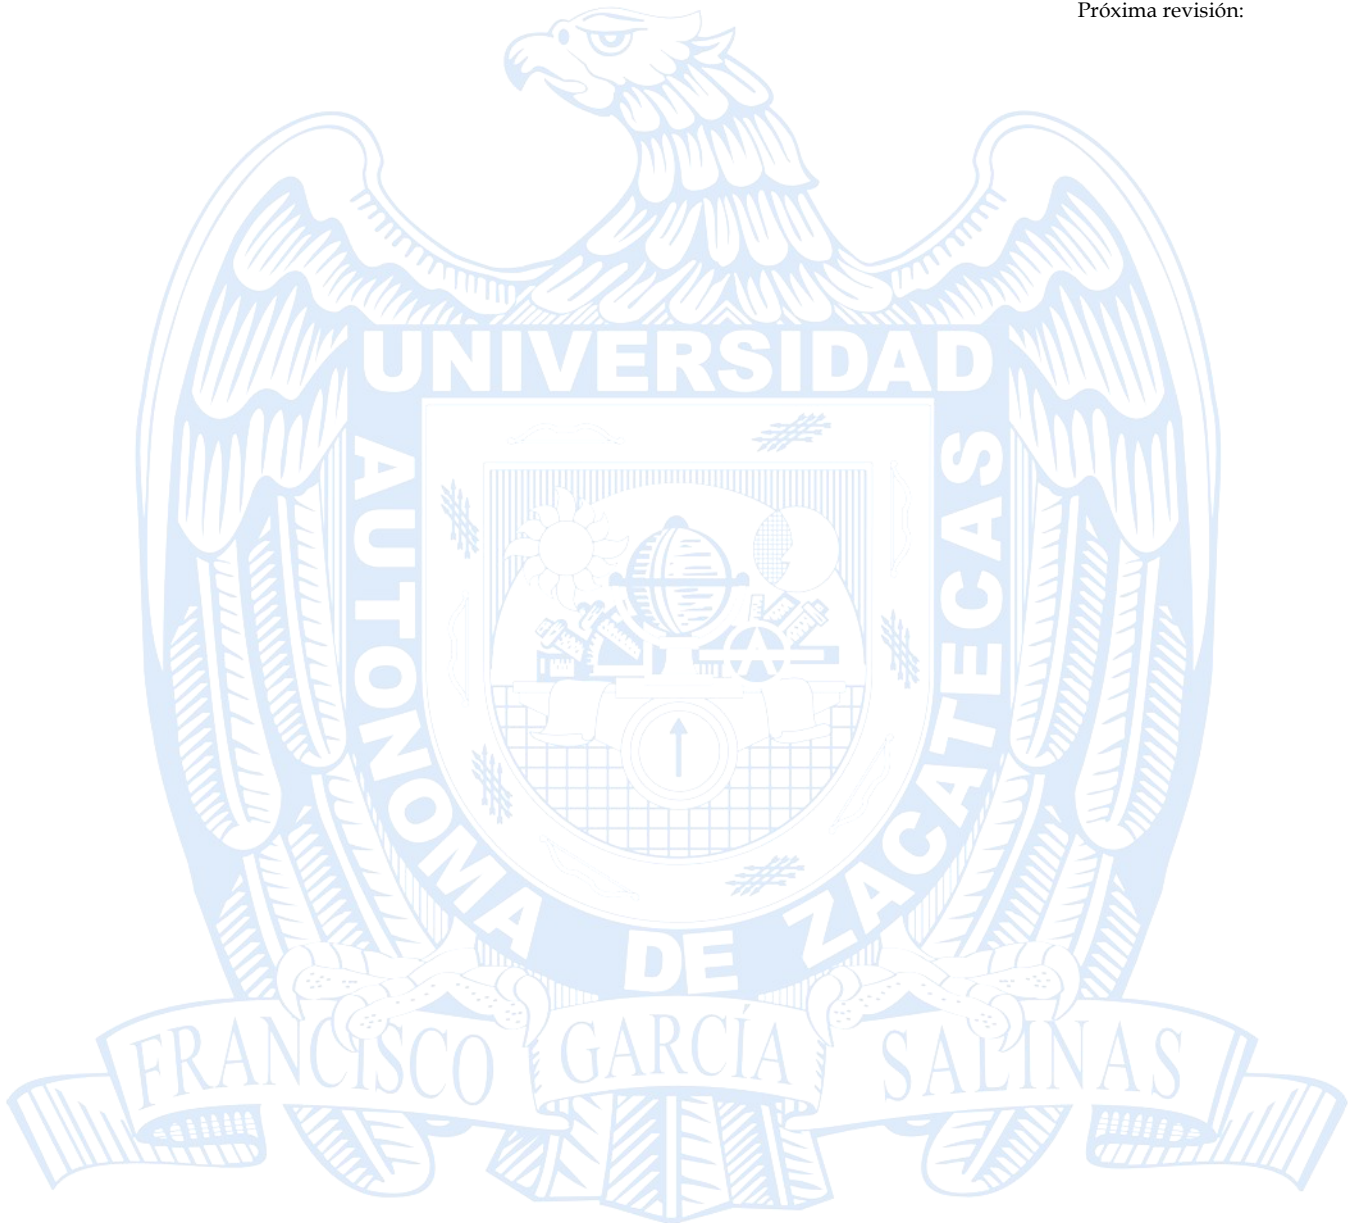 Próxima revisión:
UNIVERSIDAD
AUTONOMA DE ZACATECAS
FRANCISCO GARCÍA SALINAS